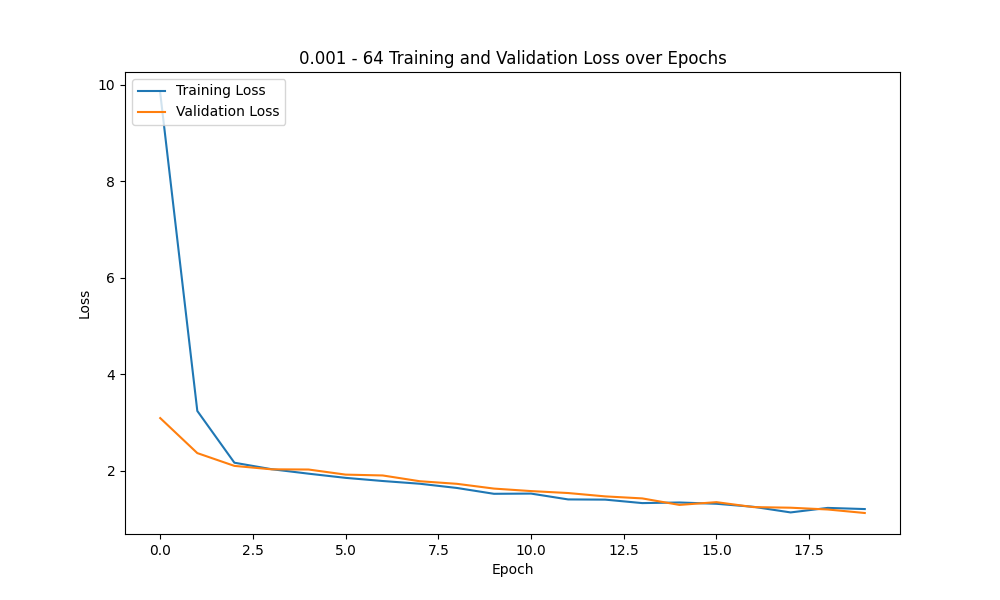 0.001 - 64 Training and Validation Loss over Epochs
Training Loss
Validation Loss
10
8
6
4
2
Loss
0.0 2.5 5.0 7.5 10.0 12.5 15.0 17.5
Epoch